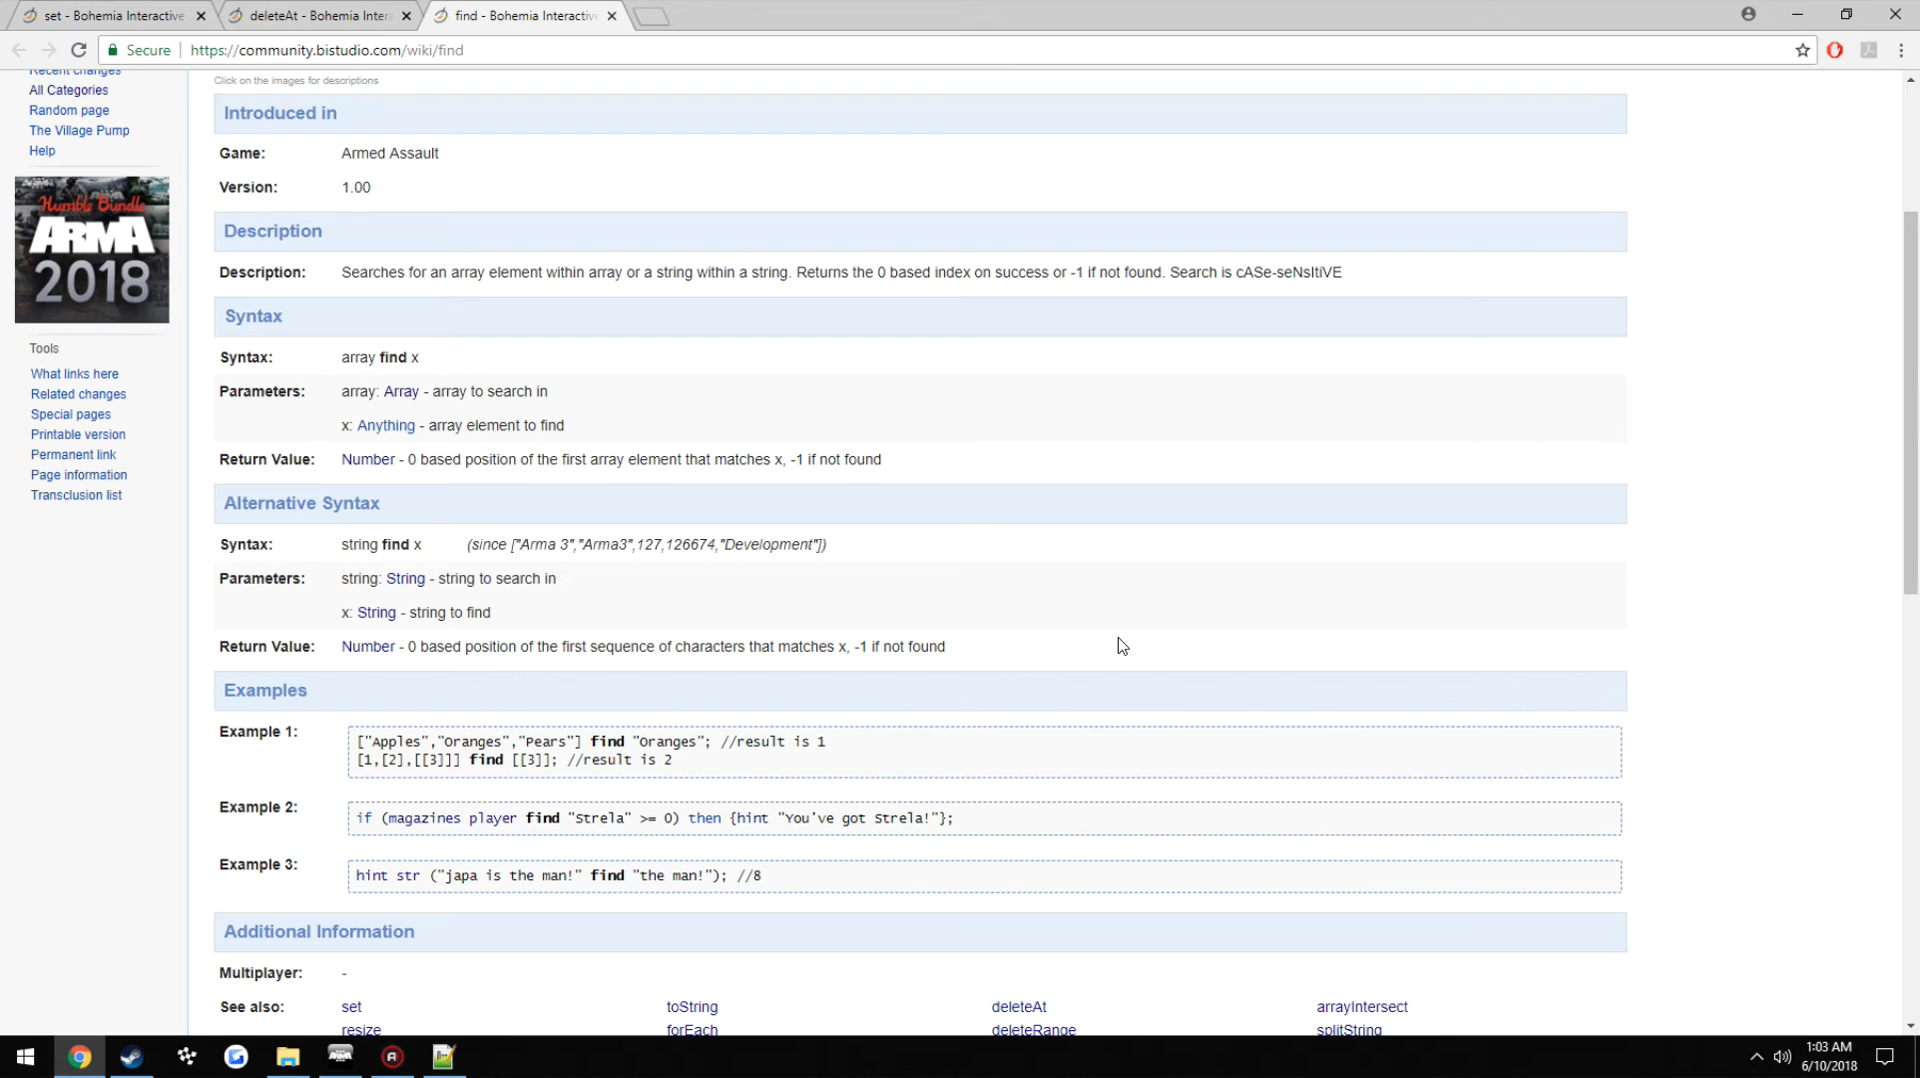 set - Bohemia Interactive
deleteAt - Bohemia Inter
find - Bohemia Interactive
Secure
https://community.bistudio.com/wiki/find
Recent changes
All Categories
Random page
The Village Pump
Help
Humble Bundle
ARMA
2018
Tools
What links here
Related changes
Special pages
Printable version
Permanent link
Page information
Transclusion list
Click on the images for descriptions
Introduced in
Game: Armed Assault
Version: 1.00
Description
Description: Searches for an array element within array or a string within a string. Returns the 0 based index on success or -1 if not found. Search is cASe-seNsItiVE
Syntax
Syntax: array find x
Parameters: array: Array - array to search in
x: Anything - array element to find
Return Value: Number - 0 based position of the first array element that matches x, -1 if not found
Alternative Syntax
Syntax: string find x (since ["Arma 3","Arma3",127,126674,"Development"])
Parameters: string: String - string to search in
x: String - string to find
Return Value: Number - 0 based position of the first sequence of characters that matches x, -1 if not found
Examples
Example 1: ["Apples","Oranges","Pears"] find "Oranges"; //result is 1
[1,[2],[[3]]] find [[3]]; //result is 2
Example 2: if (magazines player find "Strela" >= 0) then {hint "You've got Strela!"};
Example 3: hint str ("japa is the man!" find "the man!"); //8
Additional Information
Multiplayer: -
See also: set toString deleteAt arrayIntersect
resize forEach deleteRange splitString
1:03 AM
6/10/2018